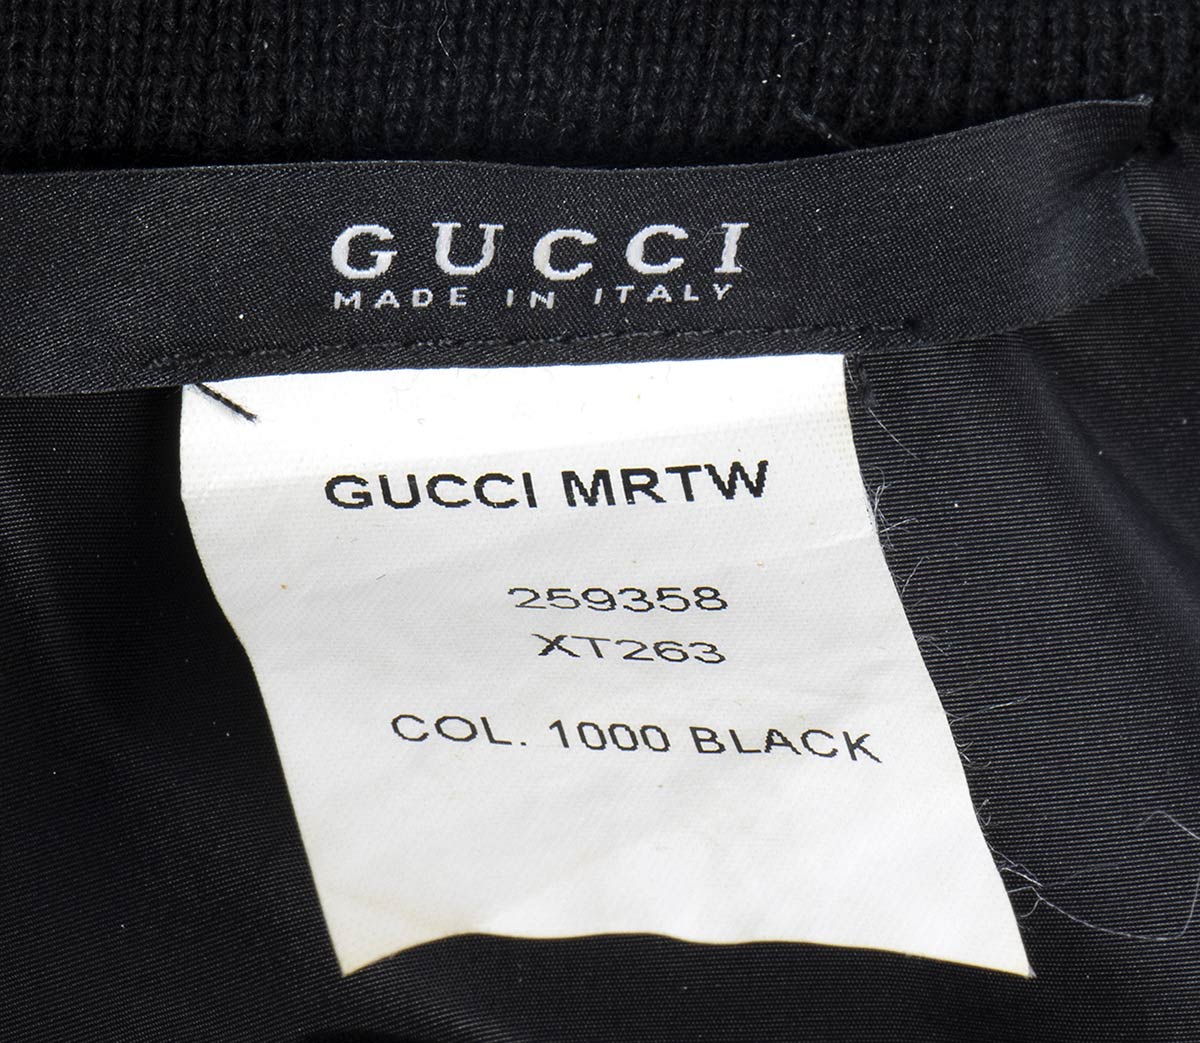 GUCCI
MADE IN ITALY
GUCCI MRTW
259358
XT263
COL. 1000 BLACK